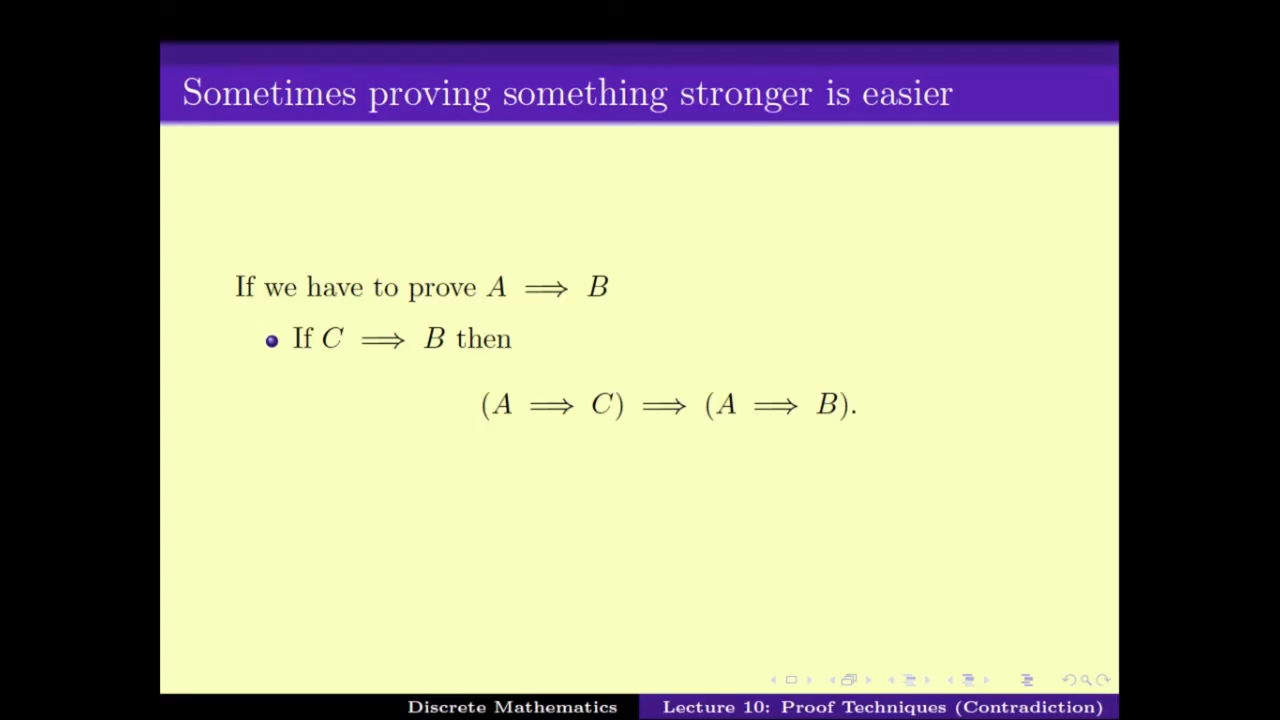 Sometimes proving something stronger is easier
If we have to prove A ⟹ B
If C ⟹ B then
(A ⟹ C) ⟹ (A ⟹ B).
Discrete Mathematics
Lecture 10: Proof Techniques (Contradiction)